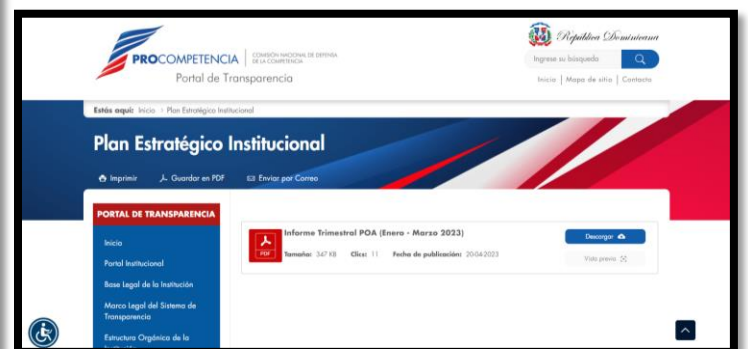 PROCOMPETENCIA
COMISIÓN NACIONAL DE DEFENSA
DE LA COMPETENCIA
Portal de Transparencia
República Dominicana
Ingrese su búsqueda
Inicio | Mapa de sitio | Contacto
Estás aquí: Inicio › Plan Estratégico Institucional
Plan Estratégico Institucional
Imprimir Guardar en PDF Enviar por Correo
PORTAL DE TRANSPARENCIA
Inicio
Portal Institucional
Base Legal de la Institución
Marco Legal del Sistema de
Transparencia
Estructura Orgánica de la
Institución
PDF
Informe Trimestral POA (Enero - Marzo 2023)
Tamaño: 347 KB Clics: 11 Fecha de publicación: 20-04-2023
Descargar
Vista previa